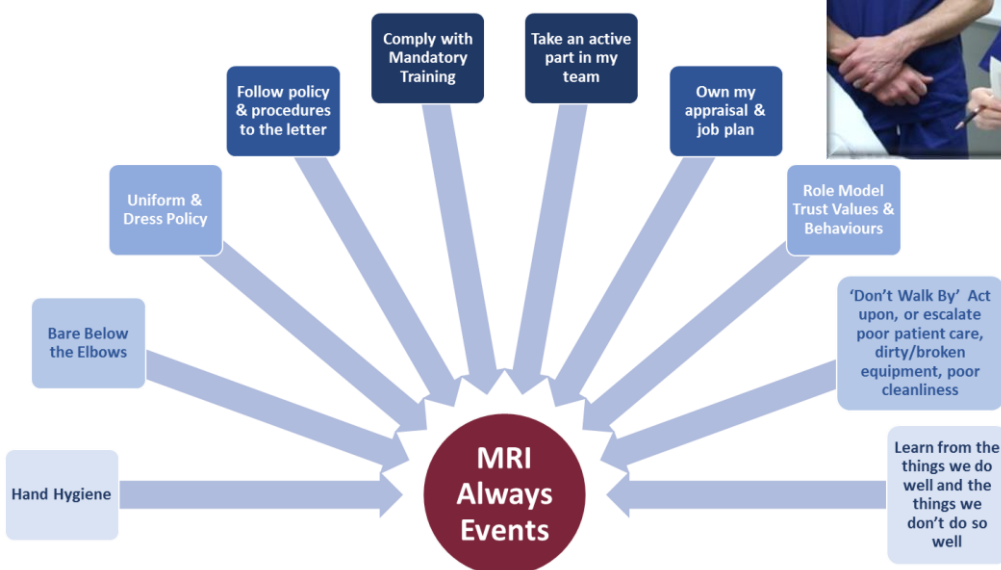 Hand Hygiene
Bare Below
the Elbows
Uniform &
Dress Policy
Follow policy
& procedures
to the letter
Comply with
Mandatory
Training
Take an active
part in my
team
Own my
appraisal &
job plan
Role Model
Trust Values &
Behaviours
‘Don’t Walk By’ Act
upon, or escalate
poor patient care,
dirty/broken
equipment, poor
cleanliness
Learn from the
things we do
well and the
things we
don’t do so
well
MRI
Always
Events